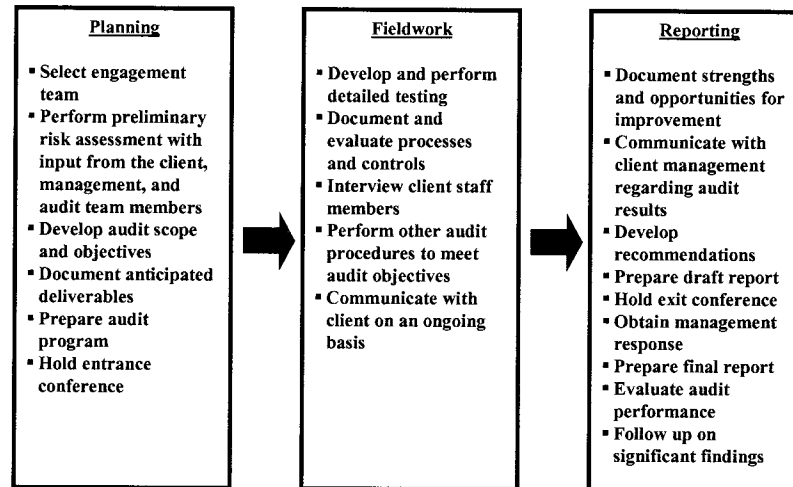 Planning
▪ Select engagement
team
▪ Perform preliminary
risk assessment with
input from the client,
management, and
audit team members
▪ Develop audit scope
and objectives
▪ Document anticipated
deliverables
▪ Prepare audit
program
▪ Hold entrance
conference
Fieldwork
▪ Develop and perform
detailed testing
▪ Document and
evaluate processes
and controls
▪ Interview client staff
members
▪ Perform other audit
procedures to meet
audit objectives
▪ Communicate with
client on an ongoing
basis
Reporting
▪ Document strengths
and opportunities for
improvement
▪ Communicate with
client management
regarding audit
results
▪ Develop
recommendations
▪ Prepare draft report
▪ Hold exit conference
▪ Obtain management
response
▪ Prepare final report
▪ Evaluate audit
performance
▪ Follow up on
significant findings